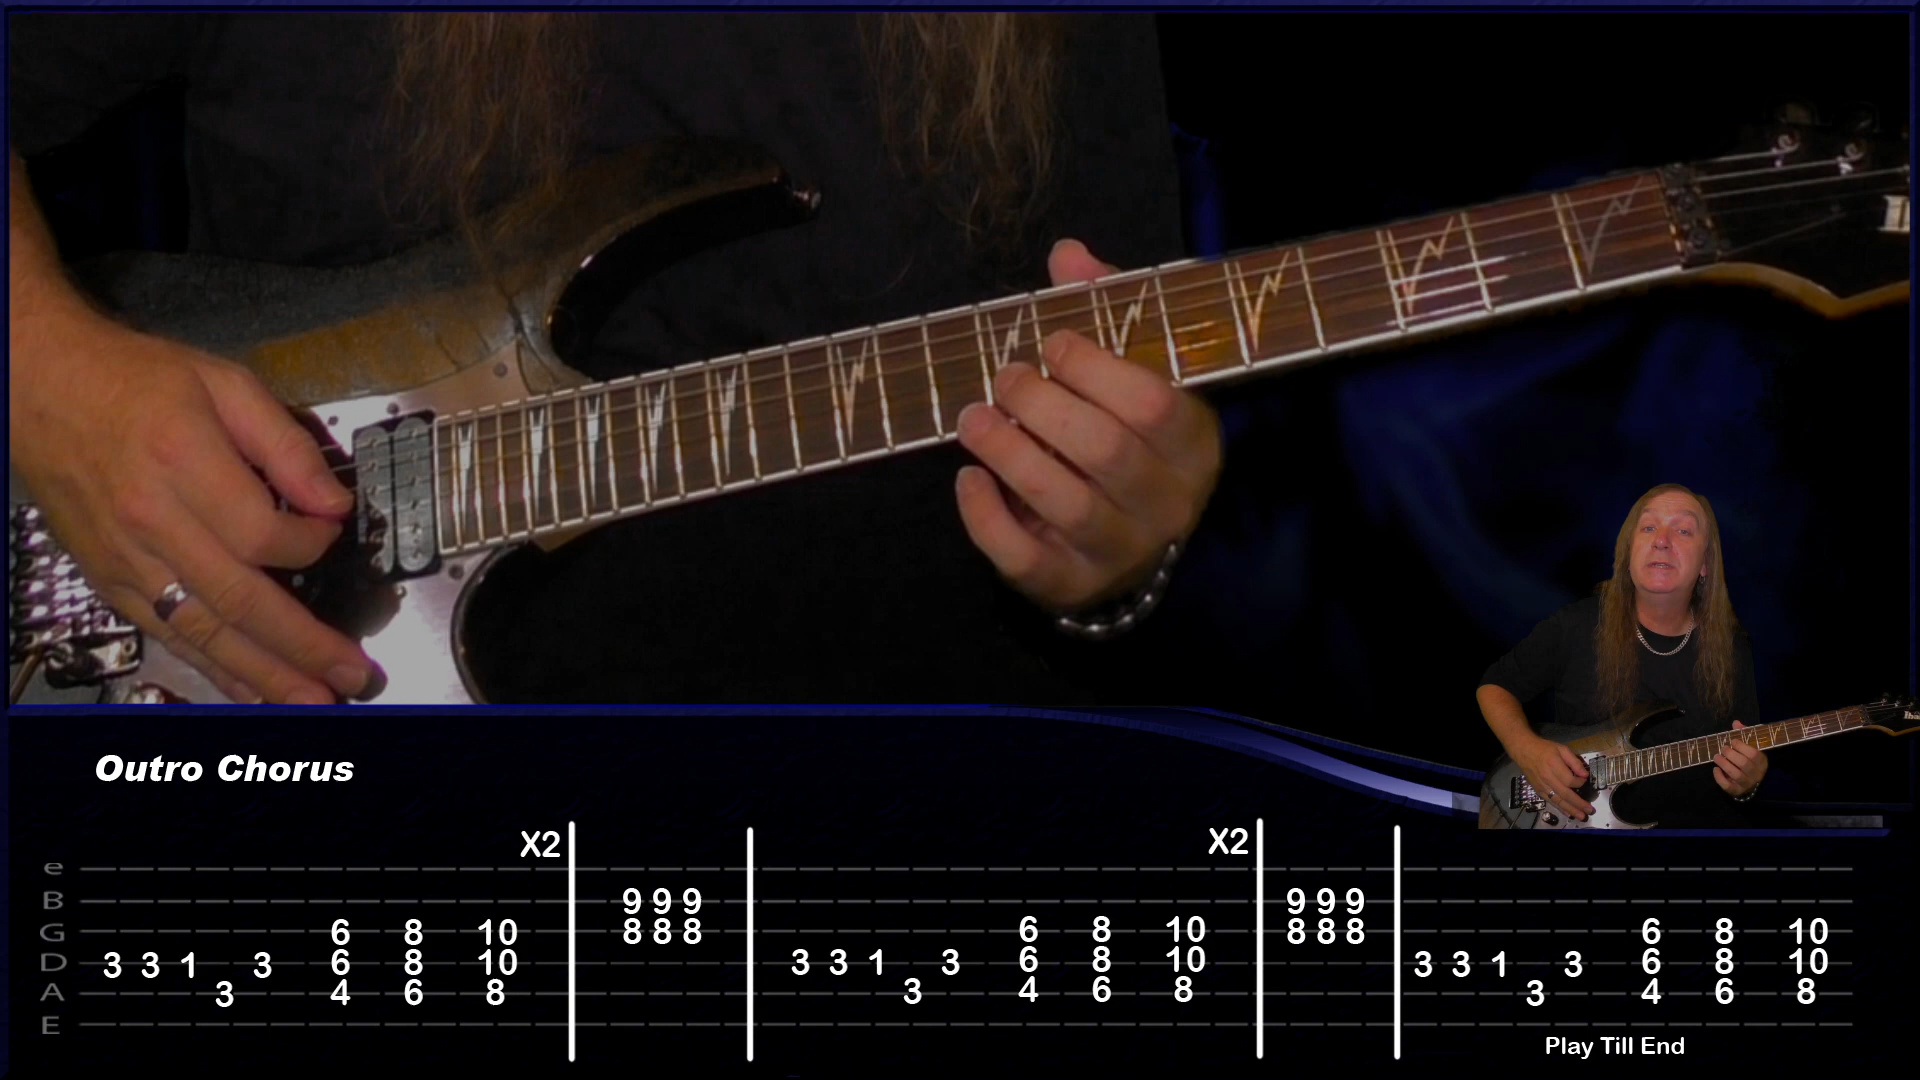 Outro Chorus
X2 X2
e
B 9 9 9 9 9 9
G 6 8 10 8 8 8 6 8 10 8 8 8 6 8 10
D 3 3 1 3 6 8 10 3 3 1 3 6 8 10 3 3 1 3 6 8 10
A 3 4 6 8 3 4 6 8 3 4 6 8
E
Play Till End